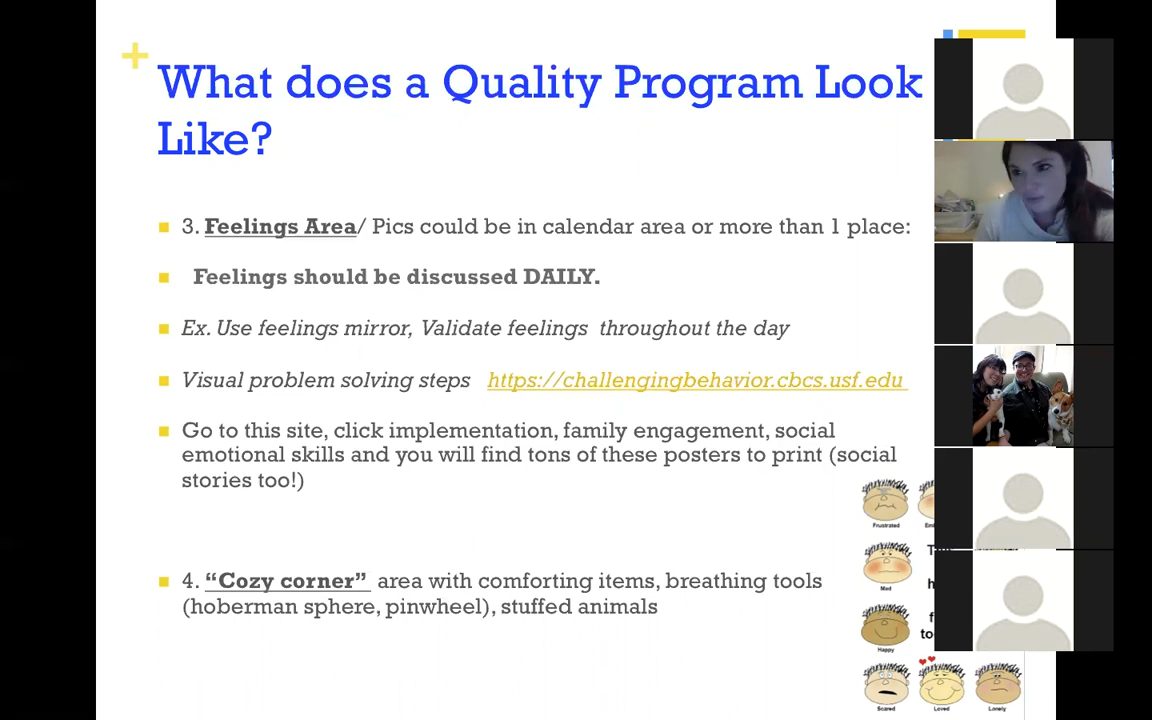 What does a Quality Program Look
Like?
3. Feelings Area/ Pics could be in calendar area or more than 1 place:
Feelings should be discussed DAILY.
Ex. Use feelings mirror, Validate feelings throughout the day
Visual problem solving steps https://challengingbehavior.cbcs.usf.edu
Go to this site, click implementation, family engagement, social
emotional skills and you will find tons of these posters to print (social
stories too!)
Frustrated
Mad
Happy
4. “Cozy corner” area with comforting items, breathing tools
(hoberman sphere, pinwheel), stuffed animals
Scared Loved Lonely